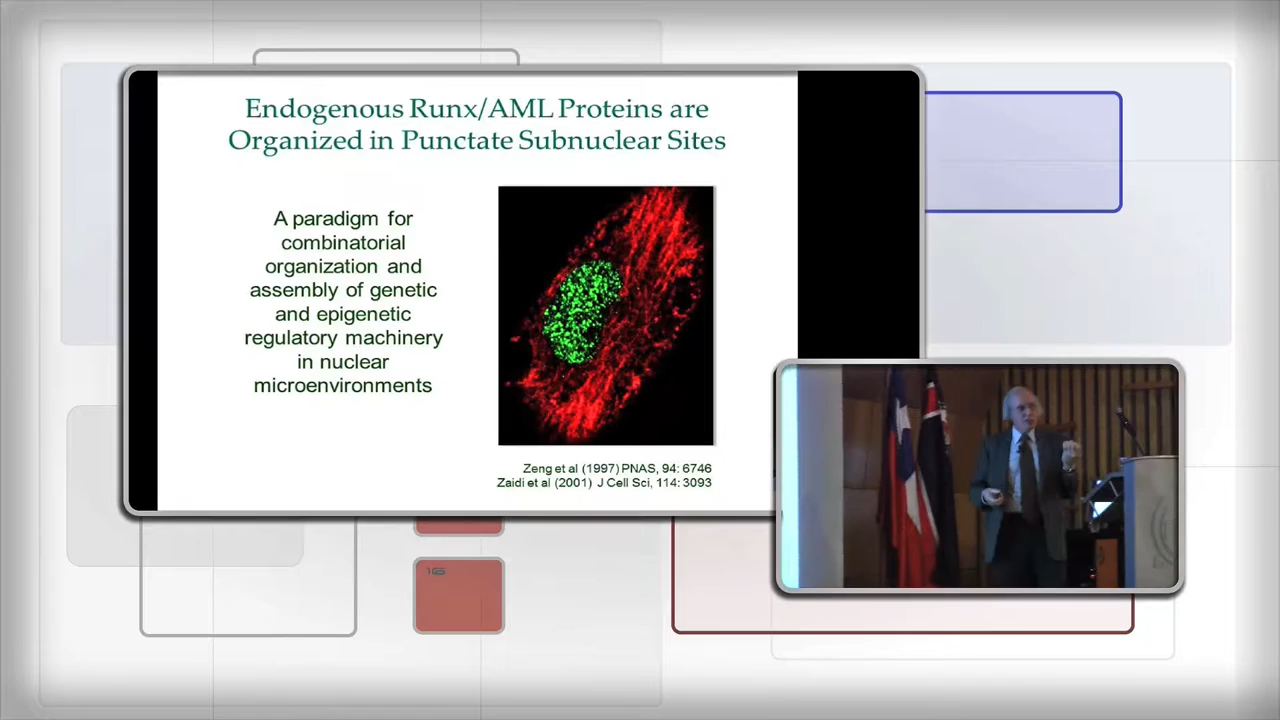 Endogenous Runx/AML Proteins are
Organized in Punctate Subnuclear Sites
A paradigm for
combinatorial
organization and
assembly of genetic
and epigenetic
regulatory machinery
in nuclear
microenvironments
Zeng et al (1997) PNAS, 94: 6746
Zaidi et al (2001) J Cell Sci, 114: 3093
16